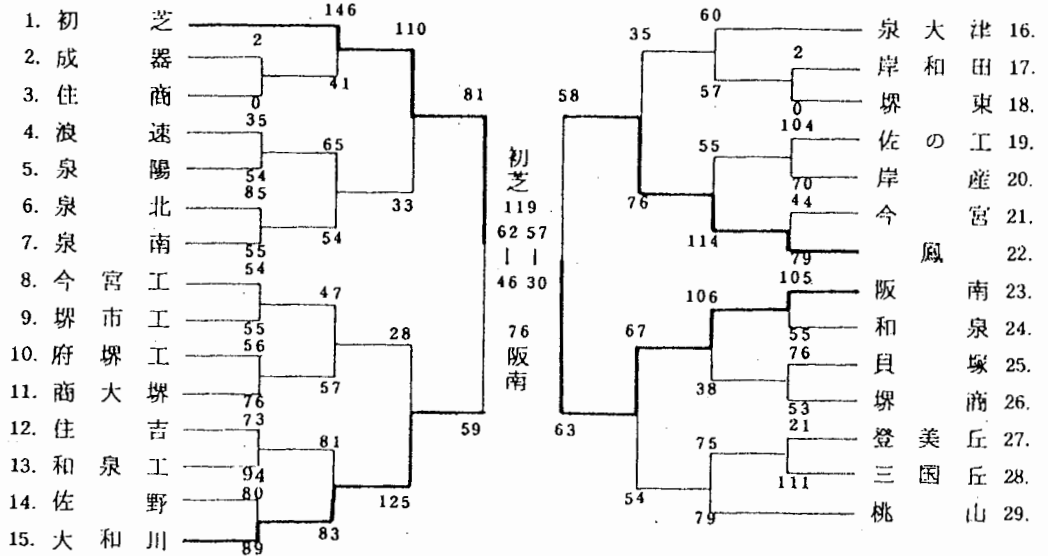 1. 初芝
2. 成器
3. 住商
4. 浪速
5. 泉陽
6. 泉北
7. 泉南
8. 今宮工
9. 堺市工
10. 府堺工
11. 商大堺
12. 住吉
13. 和泉工
14. 佐野
15. 大和川
2
0
35
54
85
55
54
55
56
76
73
94
80
89
146
41
65
54
47
57
81
83
110
33
28
125
81
59
初芝
119
62 57
| |
46 30
76
阪南
58
63
35
76
67
54
60
57
55
114
106
38
75
79
2
0
104
70
44
79
105
55
76
53
21
111
泉大津 16.
岸和田 17.
堺東 18.
佐の工 19.
岸産 20.
今宮 21.
鳳 22.
阪南 23.
和泉 24.
貝塚 25.
堺商 26.
登美丘 27.
三国丘 28.
桃山 29.